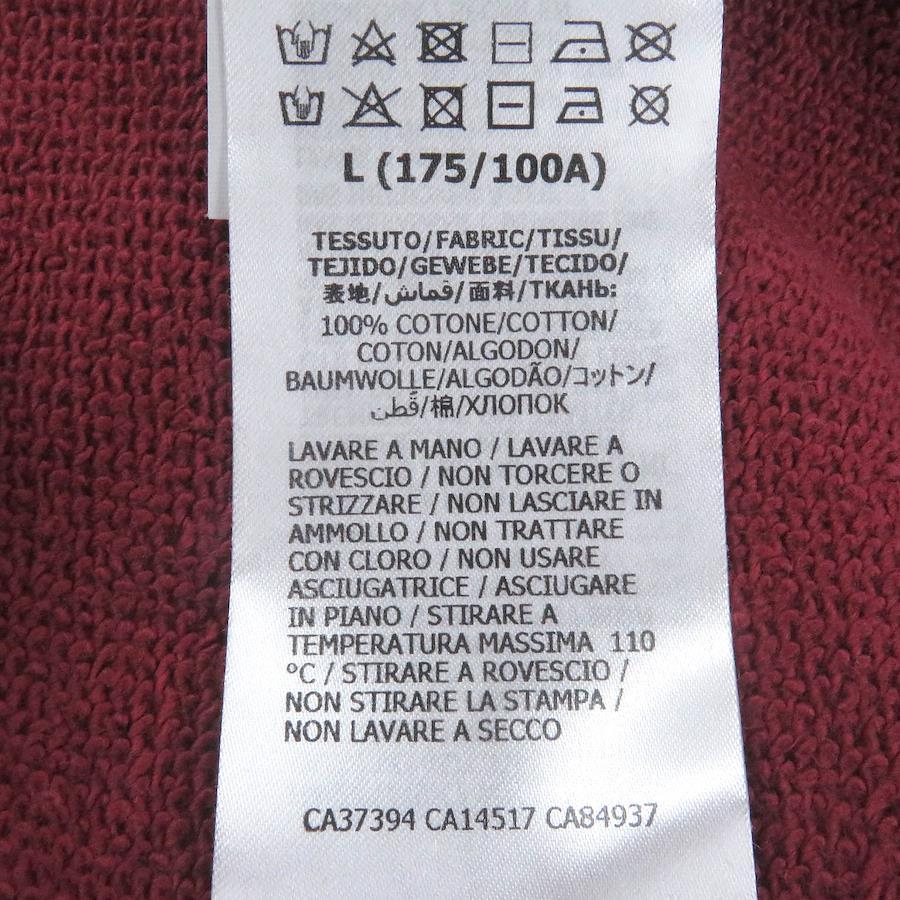 L (175/100A)
TESSUTO/FABRIC/TISSU/
TEJIDO/GEWEBE/TECIDO/
表地/قماش/面料/ТКАНЬ:
100% COTONE/COTTON/
COTON/ALGODON/
BAUMWOLLE/ALGODÃO/コットン/
قُطن/棉/ХЛОПОК
LAVARE A MANO / LAVARE A
ROVESCIO / NON TORCERE O
STRIZZARE / NON LASCIARE IN
AMMOLLO / NON TRATTARE
CON CLORO / NON USARE
ASCIUGATRICE / ASCIUGARE
IN PIANO / STIRARE A
TEMPERATURA MASSIMA 110
°C / STIRARE A ROVESCIO /
NON STIRARE LA STAMPA /
NON LAVARE A SECCO
CA37394 CA14517 CA84937